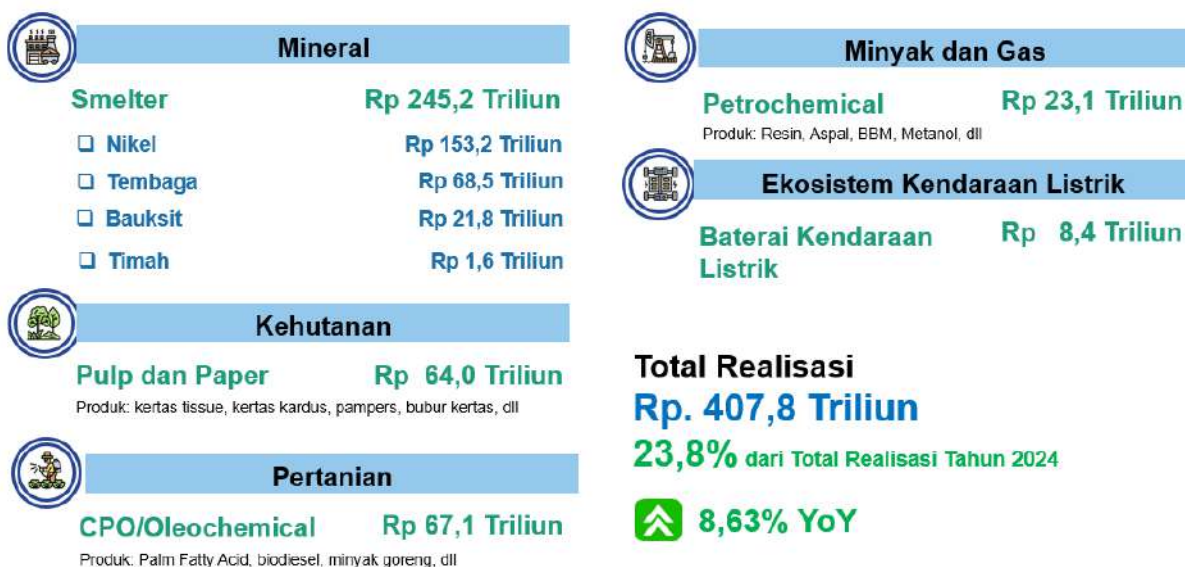 Mineral
Smelter Rp 245,2 Triliun
❑ Nikel Rp 153,2 Triliun
❑ Tembaga Rp 68,5 Triliun
❑ Bauksit Rp 21,8 Triliun
❑ Timah Rp 1,6 Triliun
Kehutanan
Pulp dan Paper Rp 64,0 Triliun
Produk: kertas tissue, kertas kardus, pampers, bubur kertas, dll
Pertanian
CPO/Oleochemical Rp 67,1 Triliun
Produk: Palm Fatty Acid, biodiesel, minyak goreng, dll
Minyak dan Gas
Petrochemical Rp 23,1 Triliun
Produk: Resin, Aspal, BBM, Metanol, dll
Ekosistem Kendaraan Listrik
Baterai Kendaraan Rp 8,4 Triliun
Listrik
Total Realisasi
Rp. 407,8 Triliun
23,8% dari Total Realisasi Tahun 2024
8,63% YoY